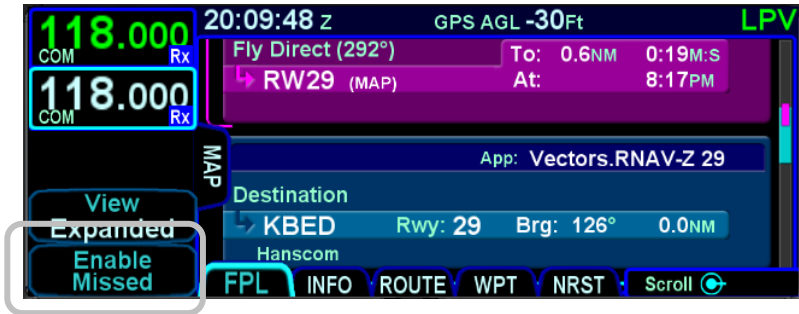 118.000
COM Rx
118.000
COM Rx
View
Expanded
Enable
Missed
20:09:48 Z GPS AGL -30FT LPV
Fly Direct (292°) To: 0.6NM 0:19M:S
RW29 (MAP) At: 8:17PM
MAP
App: Vectors.RNAV-Z 29
Destination
KBED Rwy: 29 Brg: 126° 0.0NM
Hanscom
FPL INFO ROUTE WPT NRST Scroll